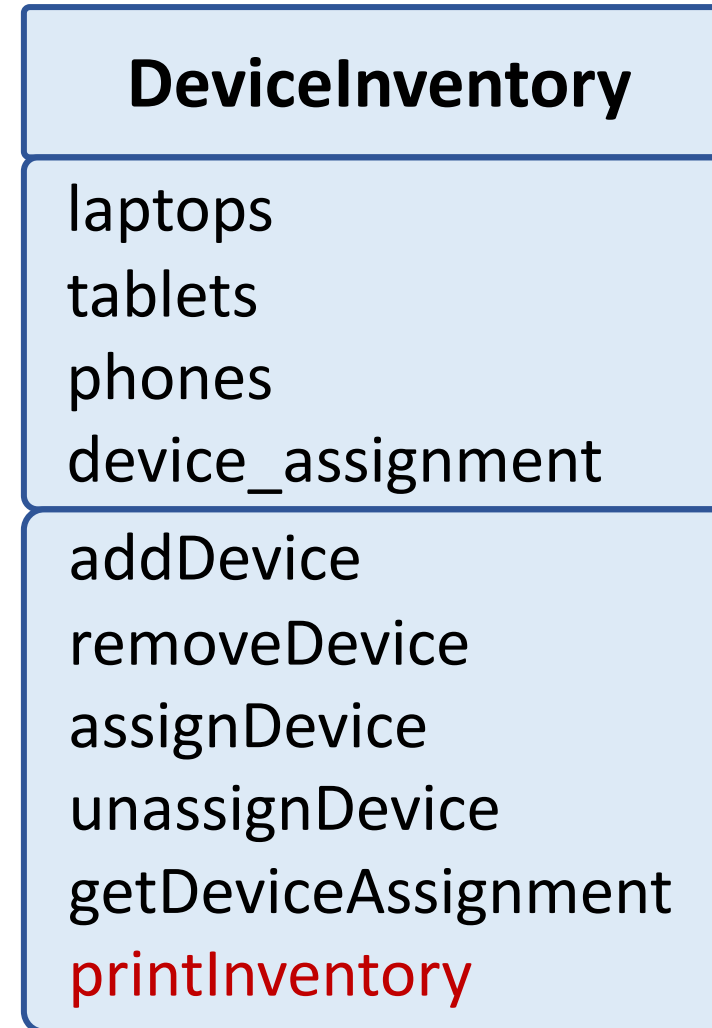 DeviceInventory
laptops
tablets
phones
device_assignment
addDevice
removeDevice
assignDevice
unassignDevice
getDeviceAssignment
printInventory